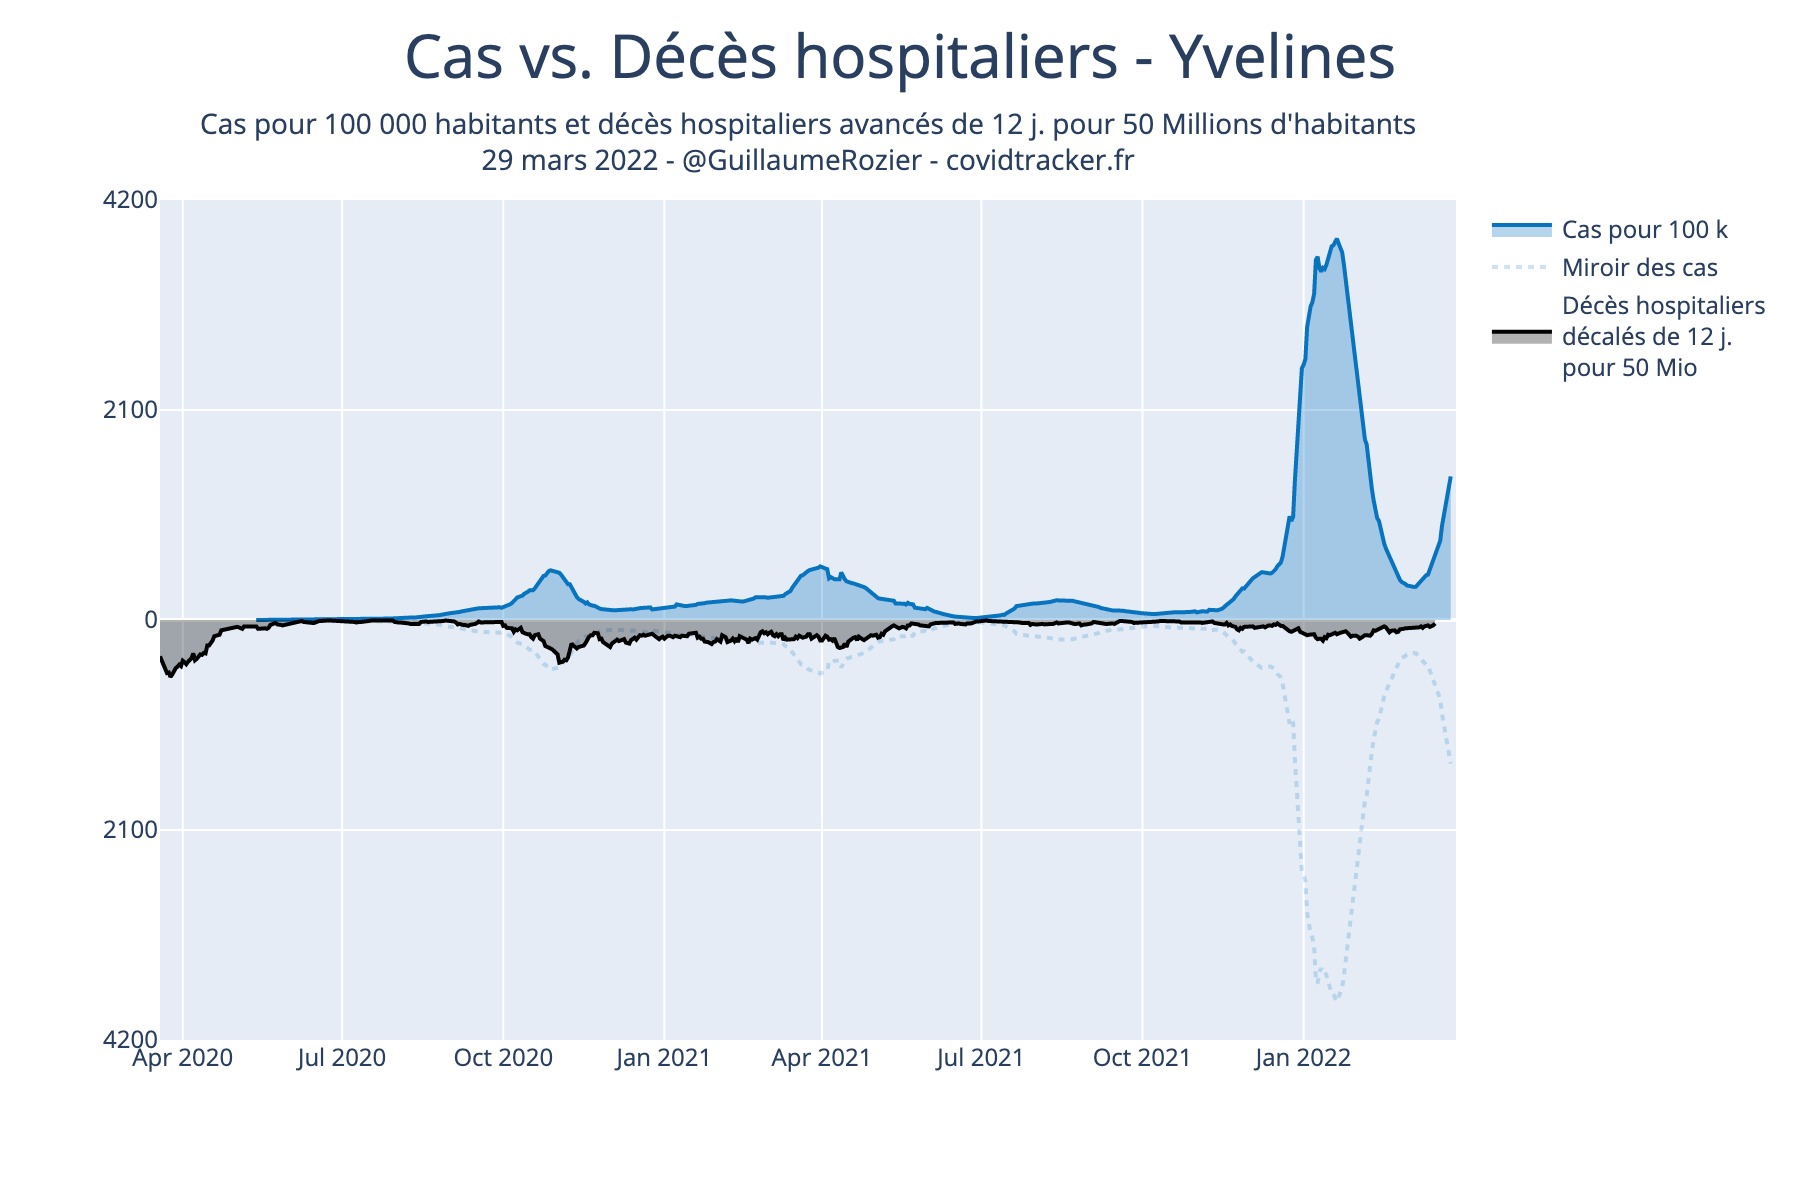 Cas vs. Décès hospitaliers - Yvelines
Cas pour 100 000 habitants et décès hospitaliers avancés de 12 j. pour 50 Millions d'habitants
29 mars 2022 - @GuillaumeRozier - covidtracker.fr
4200
2100
0
2100
4200
Apr 2020
Jul 2020
Oct 2020
Jan 2021
Apr 2021
Jul 2021
Oct 2021
Jan 2022
Cas pour 100 k
Miroir des cas
Décès hospitaliers
décalés de 12 j.
pour 50 Mio